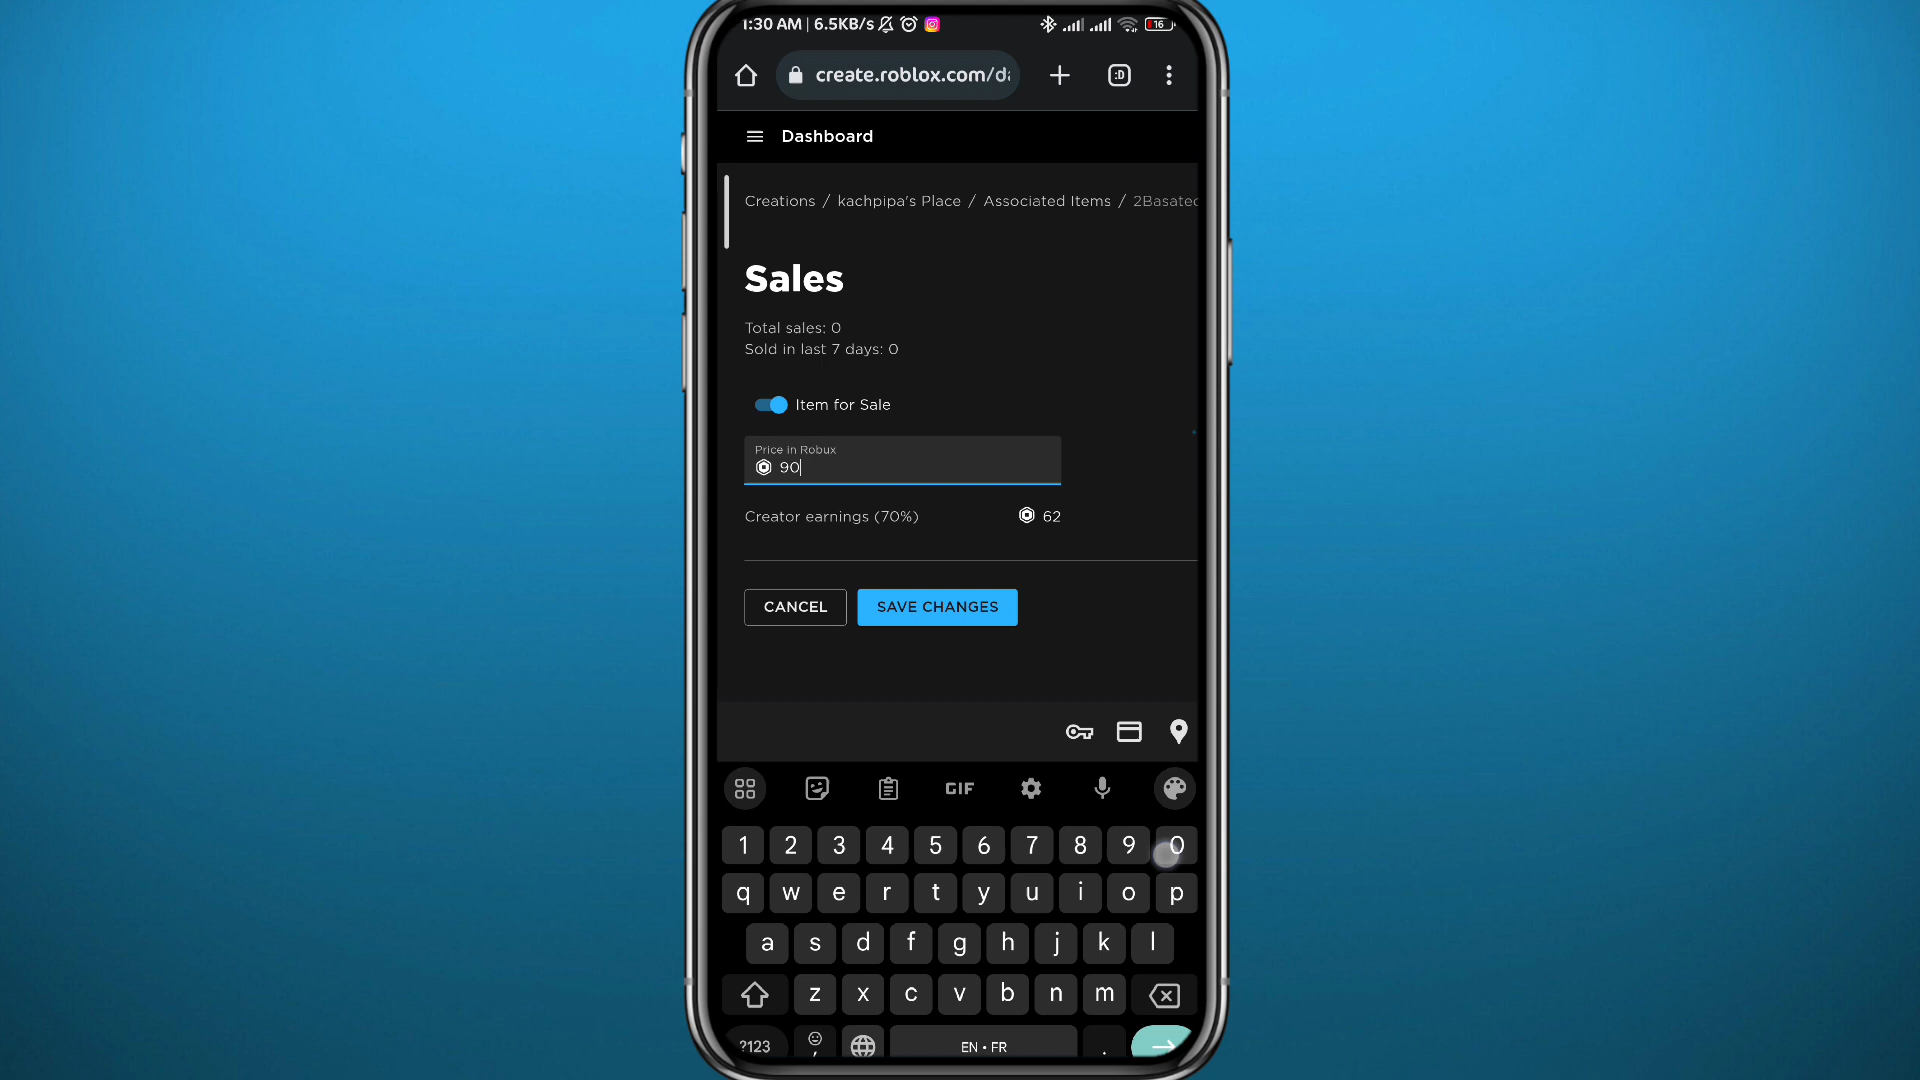 1:30 AM | 6.5KB/s
16
create.roblox.com/d
:D
Dashboard
Creations / kachpipa's Place / Associated Items / 2Basatec
Sales
Total sales: 0
Sold in last 7 days: 0
Item for Sale
Price in Robux
90
Creator earnings (70%) 62
CANCEL SAVE CHANGES
GIF
1 2 3 4 5 6 7 8 9 0
q w e r t y u i o p
a s d f g h j k l
z x c v b n m
?123 , EN • FR .